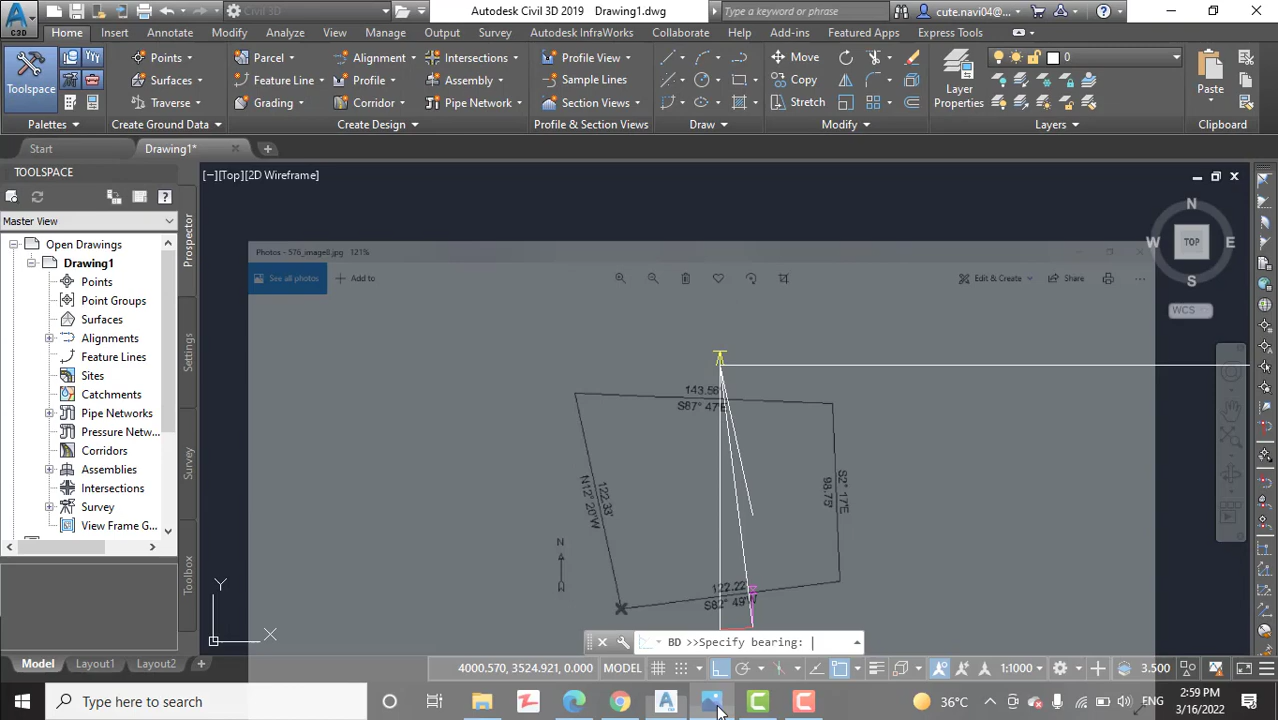 C3D
Civil 3D
Autodesk Civil 3D 2019 Drawing1.dwg
Type a keyword or phrase
cute.navi04@...
Home Insert Annotate Modify Analyze View Manage Output Survey Autodesk InfraWorks Collaborate Help Add-ins Featured Apps Express Tools
Points Parcel Alignment Intersections Profile View Move
Surfaces Feature Line Profile Assembly Sample Lines Copy
Traverse Grading Corridor Pipe Network Section Views Stretch
Toolspace
Layer Properties
0
Paste
Palettes Create Ground Data Create Design Profile & Section Views Draw Modify Layers Clipboard
Start Drawing1*
TOOLSPACE
Master View
Open Drawings
Drawing1
Points
Point Groups
Surfaces
Alignments
Feature Lines
Sites
Catchments
Pipe Networks
Pressure Netw...
Corridors
Assemblies
Intersections
Survey
View Frame G...
Prospector
Settings
Survey
Toolbox
[−][Top][2D Wireframe]
N
W TOP E
S
WCS
Photos - 576_image8.jpg 121%
See all photos Add to
Edit & Create Share
143.56'
S87° 47'E
N12° 20'W
122.33'
98.75'
S2° 17'E
N
122.22'
S82° 49'W
Y
X
BD >>Specify bearing:
Model Layout1 Layout2
4000.570, 3524.921, 0.000 MODEL 1:1000 3.500
Type here to search
36°C
ENG
2:59 PM
3/16/2022